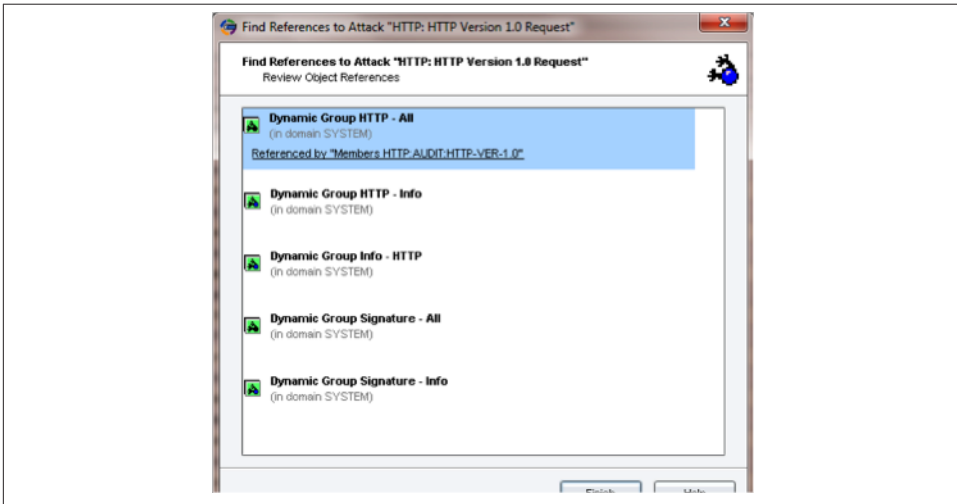 Find References to Attack "HTTP: HTTP Version 1.0 Request"
Find References to Attack "HTTP: HTTP Version 1.0 Request"
Review Object References
Dynamic Group HTTP - All
(in domain SYSTEM)
Referenced by "Members HTTP:AUDIT:HTTP-VER-1.0"
Dynamic Group HTTP - Info
(in domain SYSTEM)
Dynamic Group Info - HTTP
(in domain SYSTEM)
Dynamic Group Signature - All
(in domain SYSTEM)
Dynamic Group Signature - Info
(in domain SYSTEM)
Finish Help